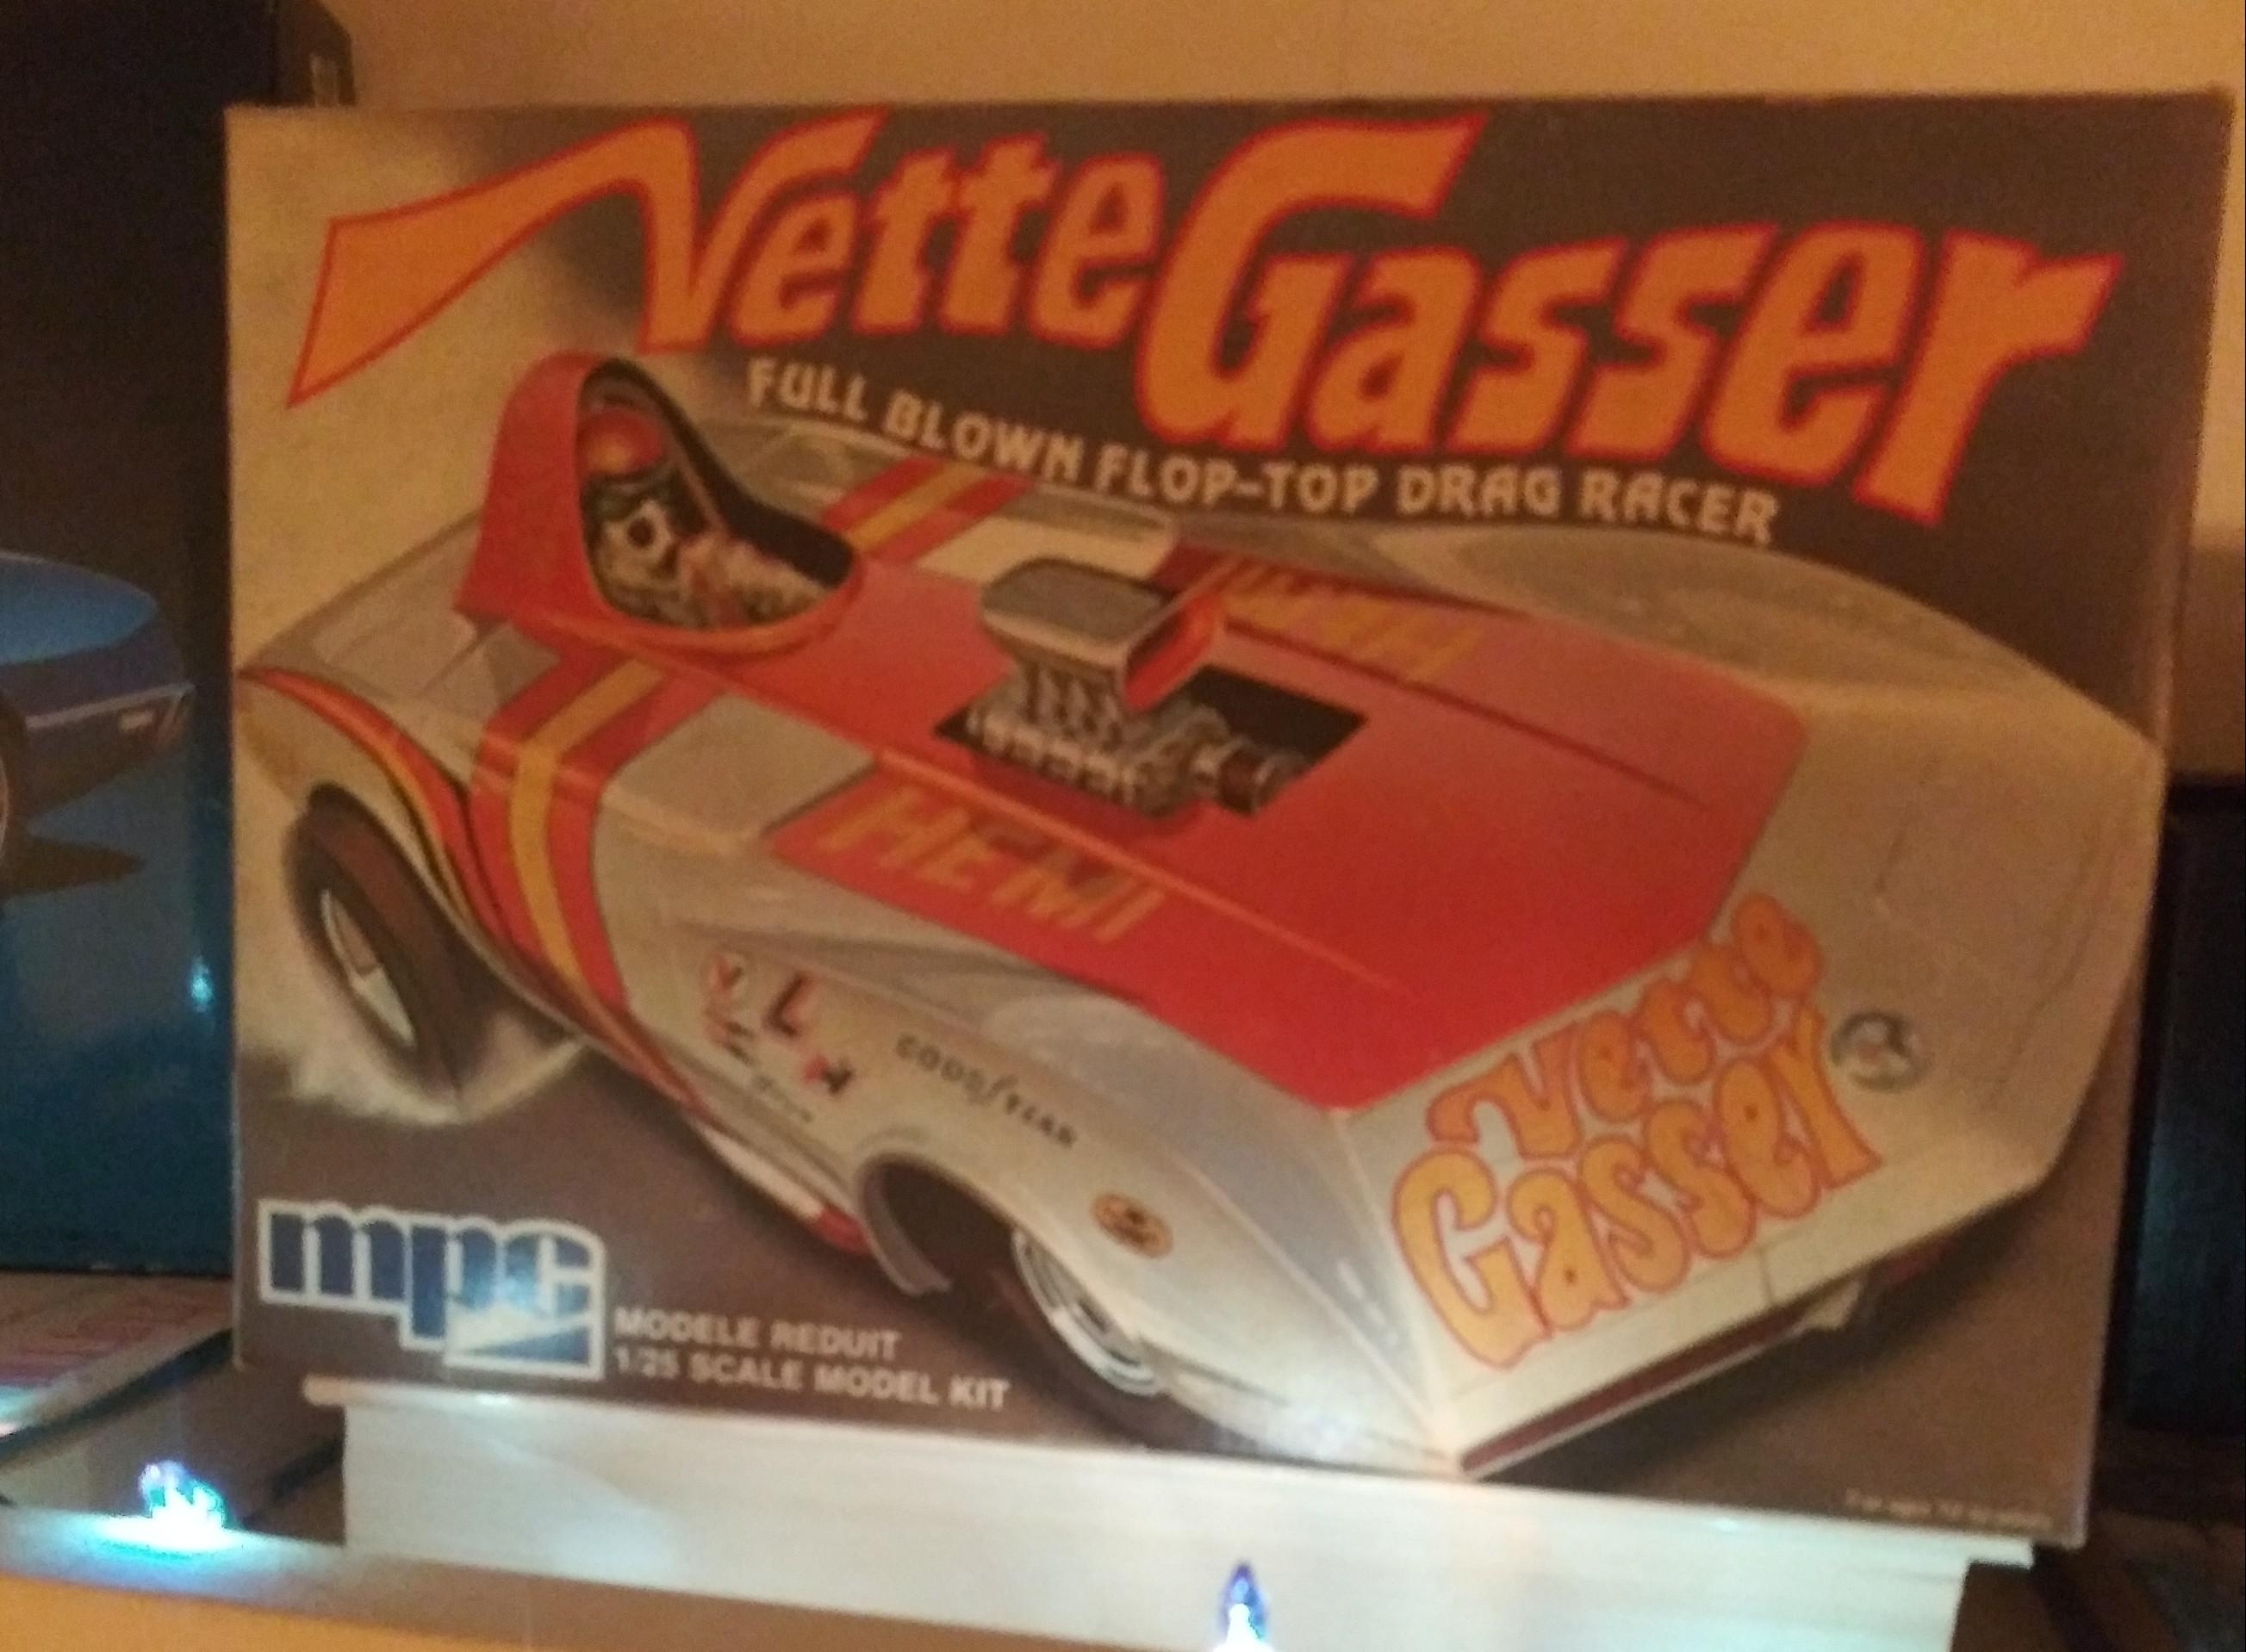 Vette Gasser
FULL BLOWN FLOP-TOP DRAG RACER
HEMI
HEMI
GOODYEAR
Vette
Gasser
mpc
MODELE REDUIT
1/25 SCALE MODEL KIT